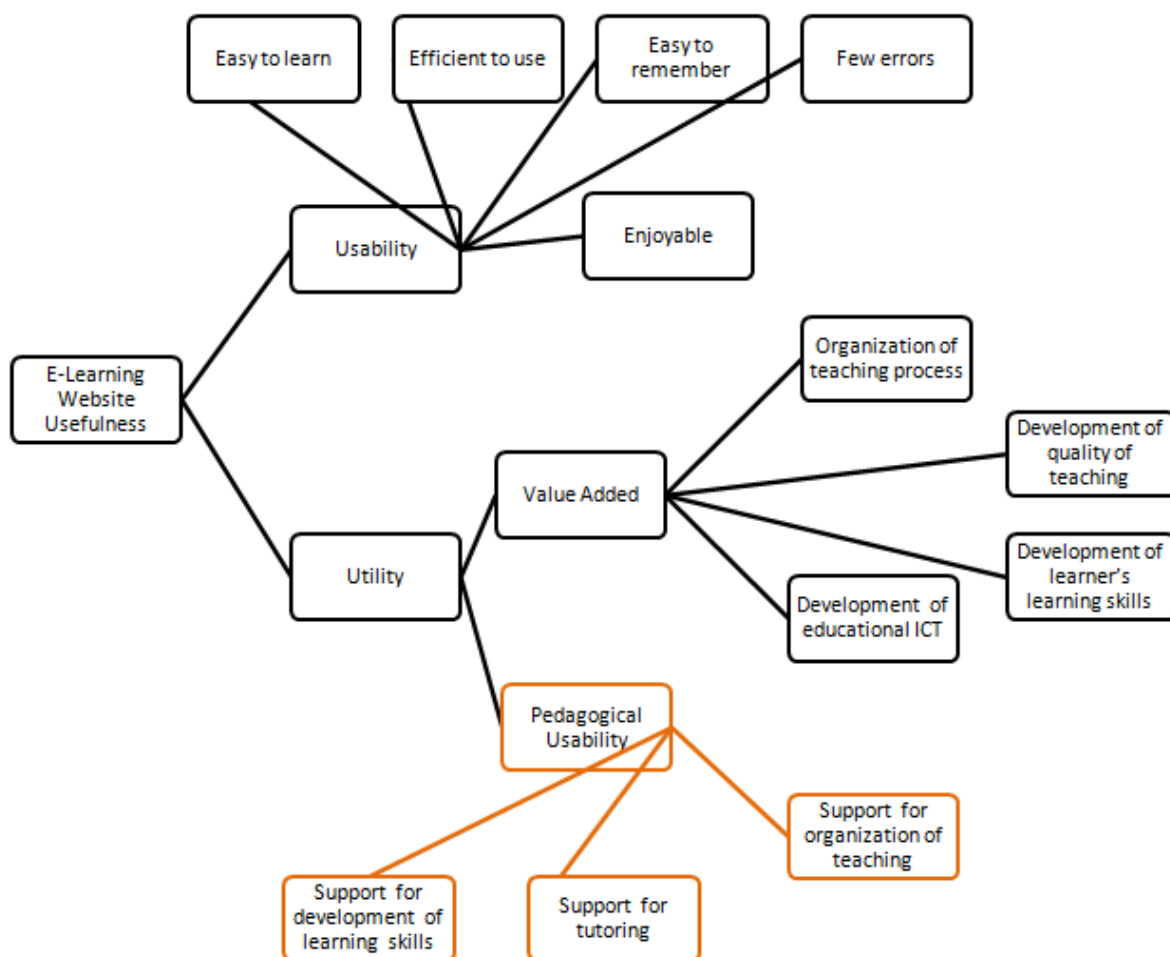 Easy to learn
Efficient to use
Easy to
remember
Few errors
Usability
Enjoyable
E-Learning
Website
Usefulness
Organization of
teaching process
Development of
quality of
teaching
Value Added
Utility
Development of
learner's
learning skills
Development of
educational ICT
Pedagogical
Usability
Support for
organization of
teaching
Support for
development of
learning skills
Support for
tutoring